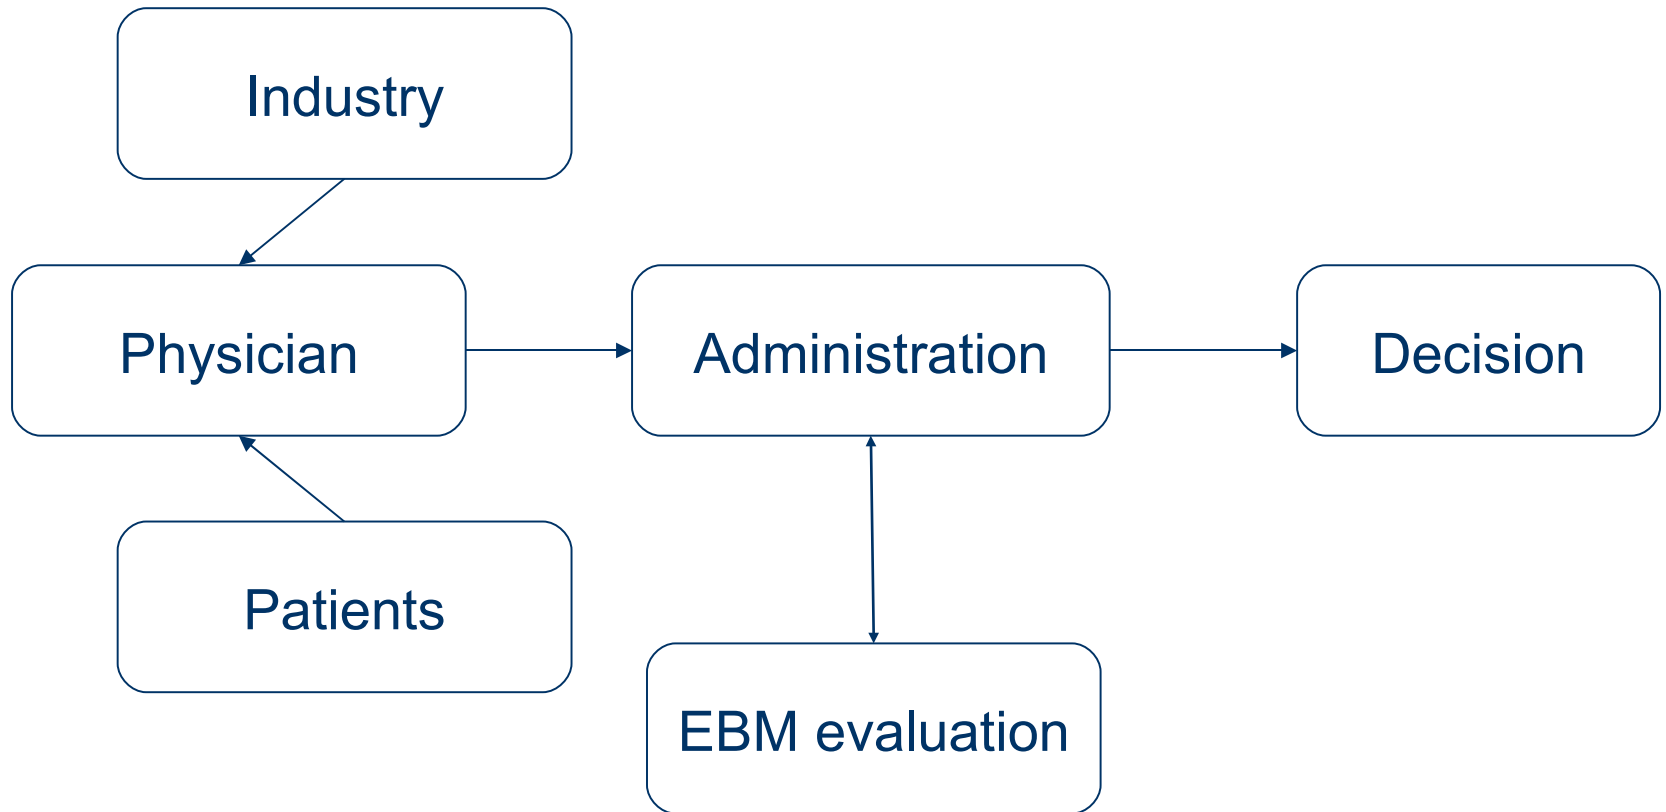 Industry
Physician
Administration
Decision
Patients
EBM evaluation